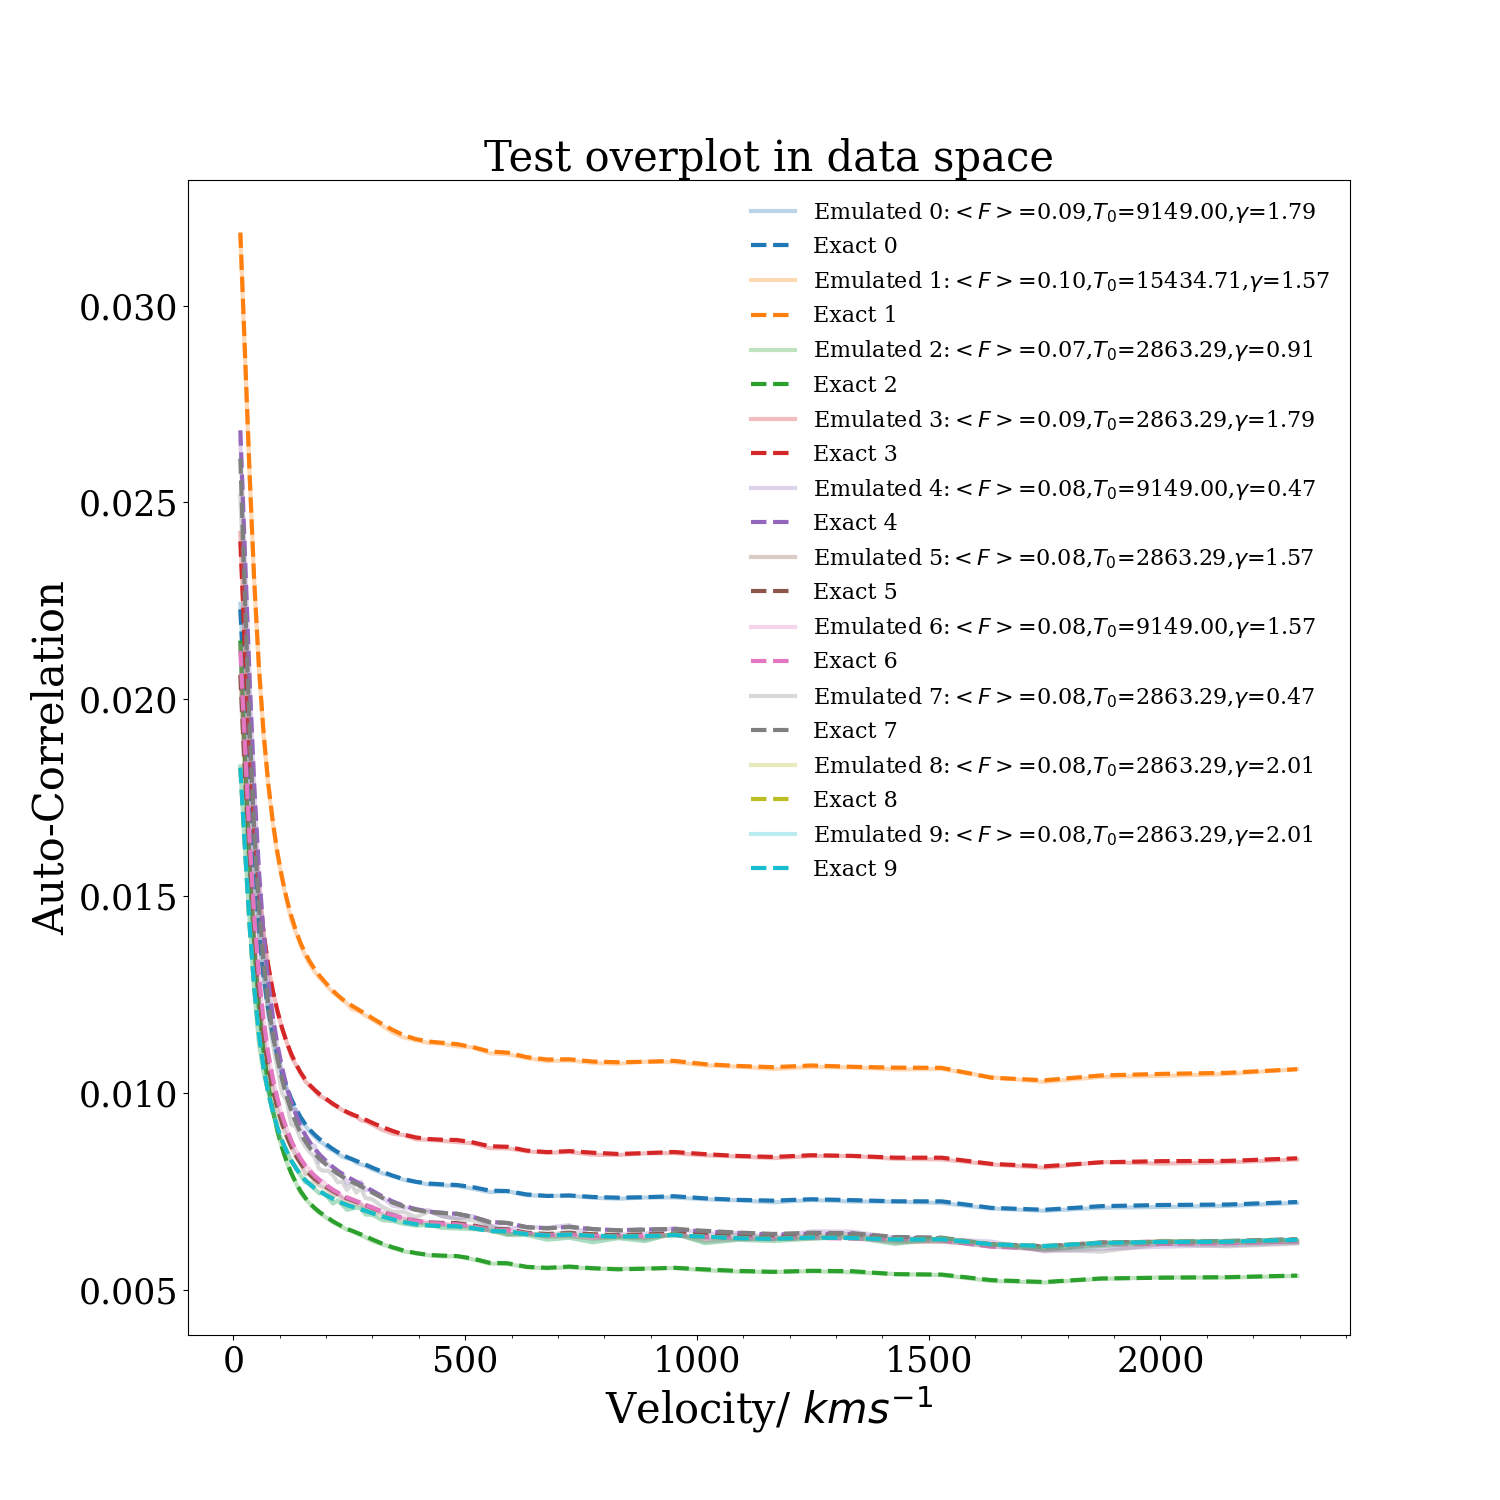 Test overplot in data space
Emulated 0: <F>=0.09,T₀=9149.00,γ=1.79
Exact 0
Emulated 1: <F>=0.10,T₀=15434.71,γ=1.57
Exact 1
Emulated 2: <F>=0.07,T₀=2863.29,γ=0.91
Exact 2
Emulated 3: <F>=0.09,T₀=2863.29,γ=1.79
Exact 3
Emulated 4: <F>=0.08,T₀=9149.00,γ=0.47
Exact 4
Emulated 5: <F>=0.08,T₀=2863.29,γ=1.57
Exact 5
Emulated 6: <F>=0.08,T₀=9149.00,γ=1.57
Exact 6
Emulated 7: <F>=0.08,T₀=2863.29,γ=0.47
Exact 7
Emulated 8: <F>=0.08,T₀=2863.29,γ=2.01
Exact 8
Emulated 9: <F>=0.08,T₀=2863.29,γ=2.01
Exact 9
Auto-Correlation
0.030
0.025
0.020
0.015
0.010
0.005
0 500 1000 1500 2000
Velocity/ kms⁻¹